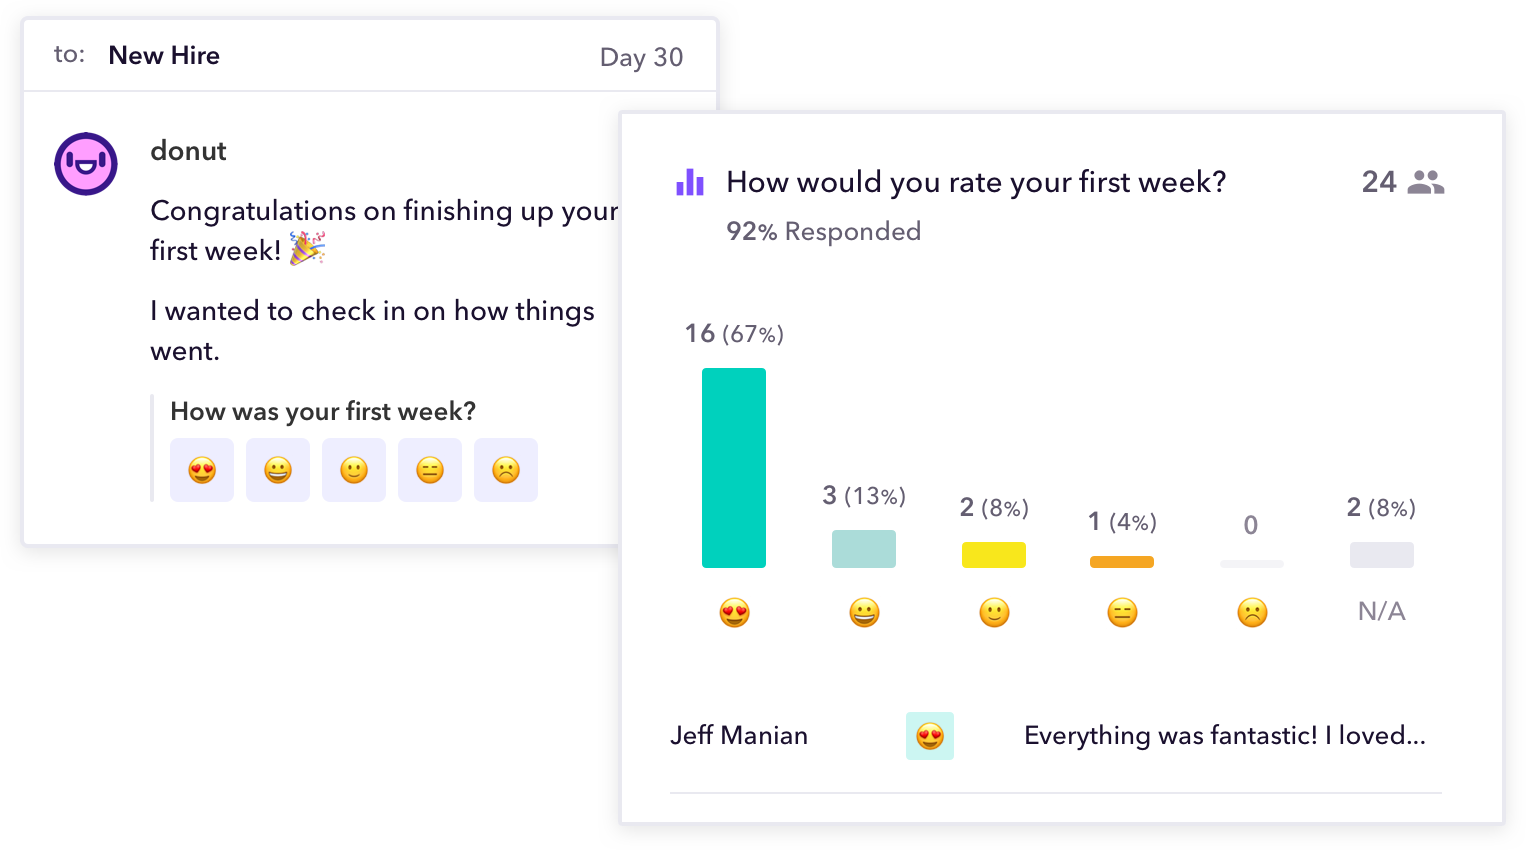 to: New Hire Day 30
donut
Congratulations on finishing up your
first week! 🎉
I wanted to check in on how things
went.
How was your first week?
😍 😀 🙂 😑 ☹️
How would you rate your first week? 24
92% Responded
16 (67%) 3 (13%) 2 (8%) 1 (4%) 0 2 (8%)
😍 😀 🙂 😑 ☹️ N/A
Jeff Manian 😍 Everything was fantastic! I loved...